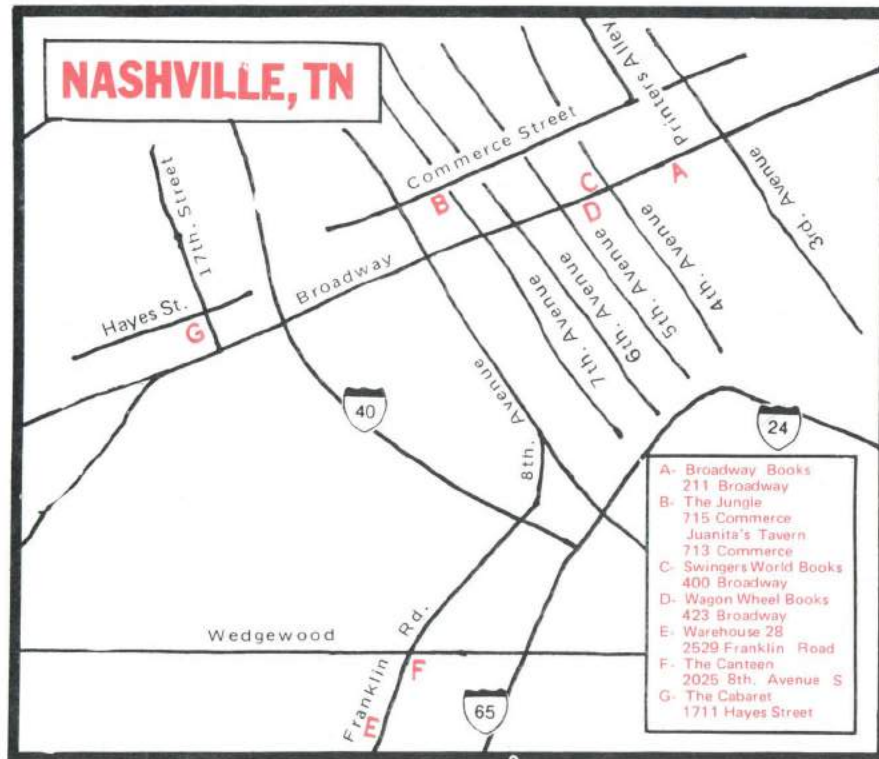 NASHVILLE, TN
Printers Alley
Commerce Street
17th. Street
Broadway
Hayes St.
3rd. Avenue
4th. Avenue
5th. Avenue
6th. Avenue
7th. Avenue
8th. Avenue
40
24
65
Wedgewood
Franklin Rd.
A
B
C
D
E
F
G
A- Broadway Books
211 Broadway
B- The Jungle
715 Commerce
Juanita's Tavern
713 Commerce
C- Swingers World Books
400 Broadway
D- Wagon Wheel Books
423 Broadway
E- Warehouse 28
2529 Franklin Road
F- The Canteen
2025 8th. Avenue S
G- The Cabaret
1711 Hayes Street